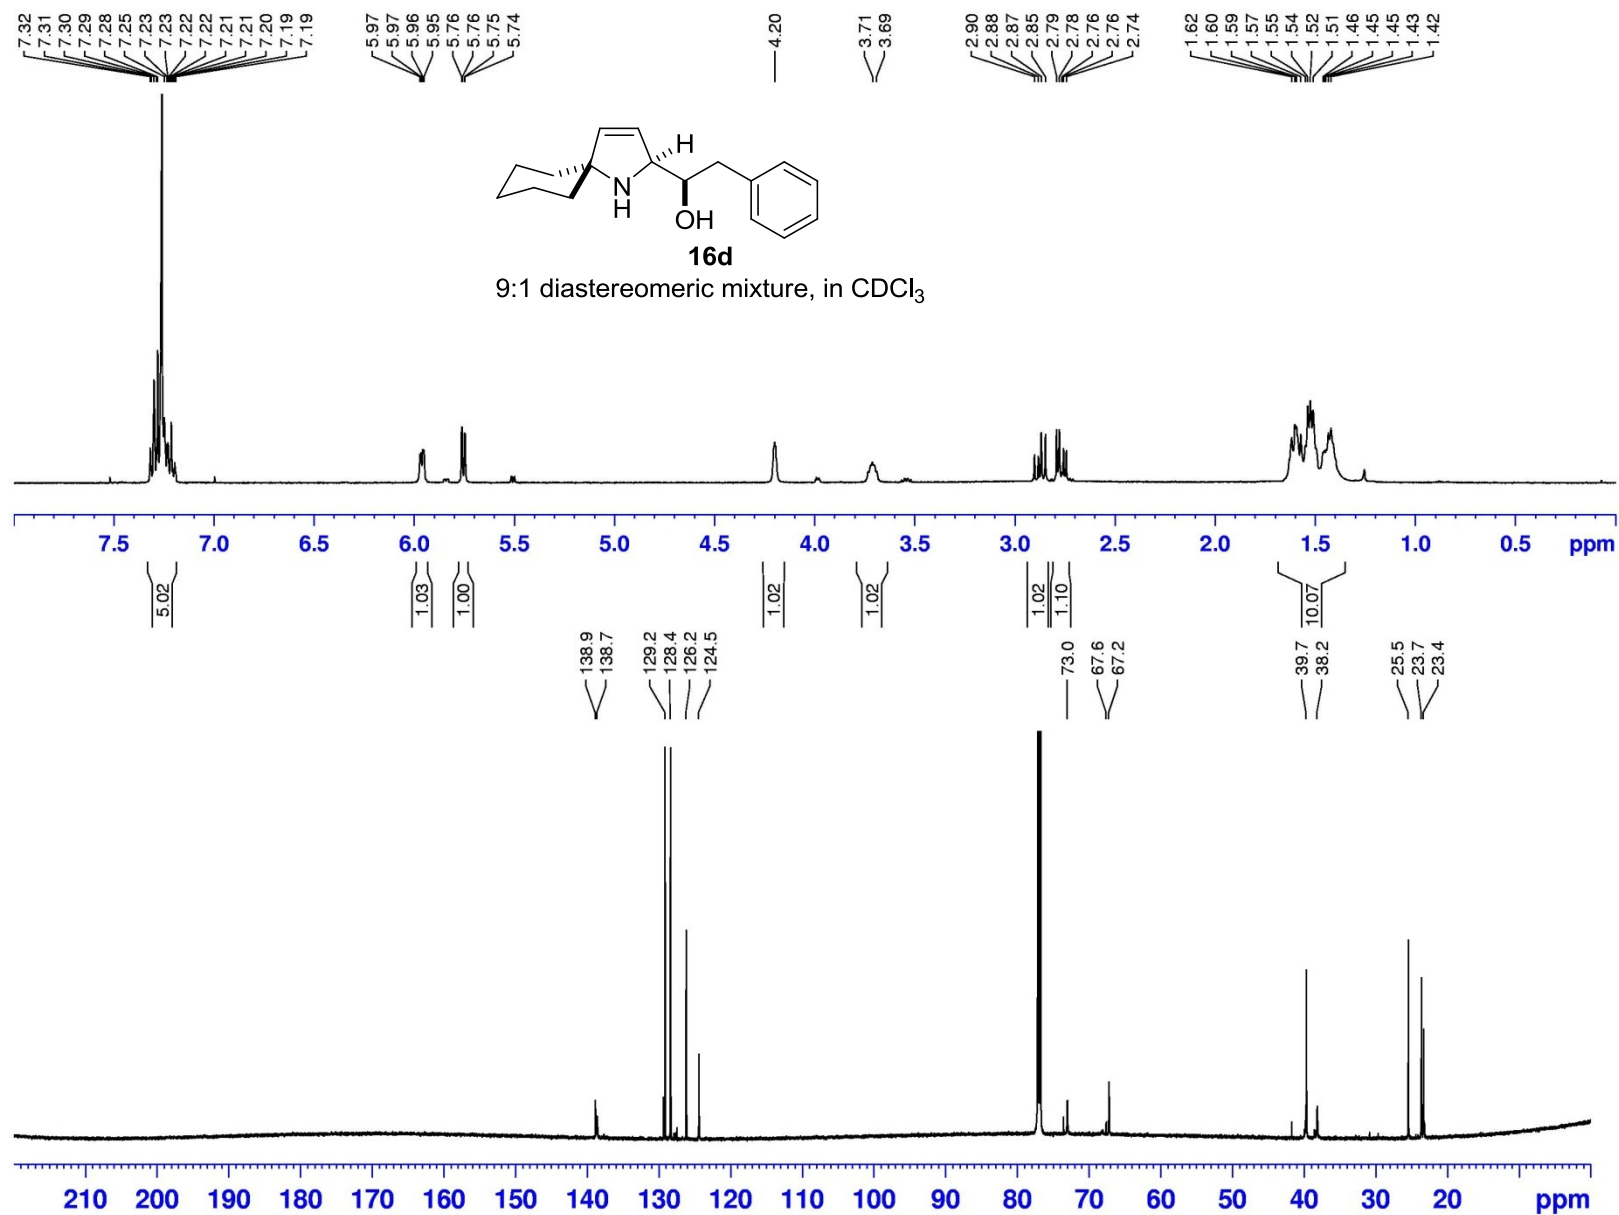 7.32 7.31 7.30 7.29 7.28 7.25 7.23 7.23 7.22 7.22 7.21 7.21 7.20 7.19 7.19 5.97 5.97 5.96 5.95 5.76 5.76 5.75 5.74 4.20 3.71 3.69 2.90 2.88 2.87 2.85 2.79 2.78 2.76 2.76 2.74 1.62 1.60 1.59 1.57 1.55 1.54 1.52 1.51 1.46 1.45 1.45 1.43 1.42
H
N
H
OH
16d
9:1 diastereomeric mixture, in CDCl₃
7.5 7.0 6.5 6.0 5.5 5.0 4.5 4.0 3.5 3.0 2.5 2.0 1.5 1.0 0.5 ppm
5.02 1.03 1.00 1.02 1.02 1.02 1.10 10.07
138.9 138.7 129.2 128.4 126.2 124.5 73.0 67.6 67.2 39.7 38.2 25.5 23.7 23.4
210 200 190 180 170 160 150 140 130 120 110 100 90 80 70 60 50 40 30 20 ppm